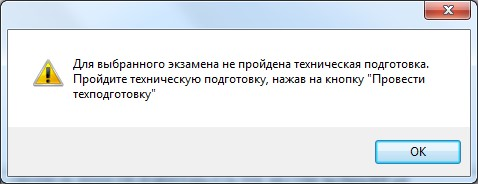 Для выбранного экзамена не пройдена техническая подготовка.
Пройдите техническую подготовку, нажав на кнопку "Провести
техподготовку"
OK